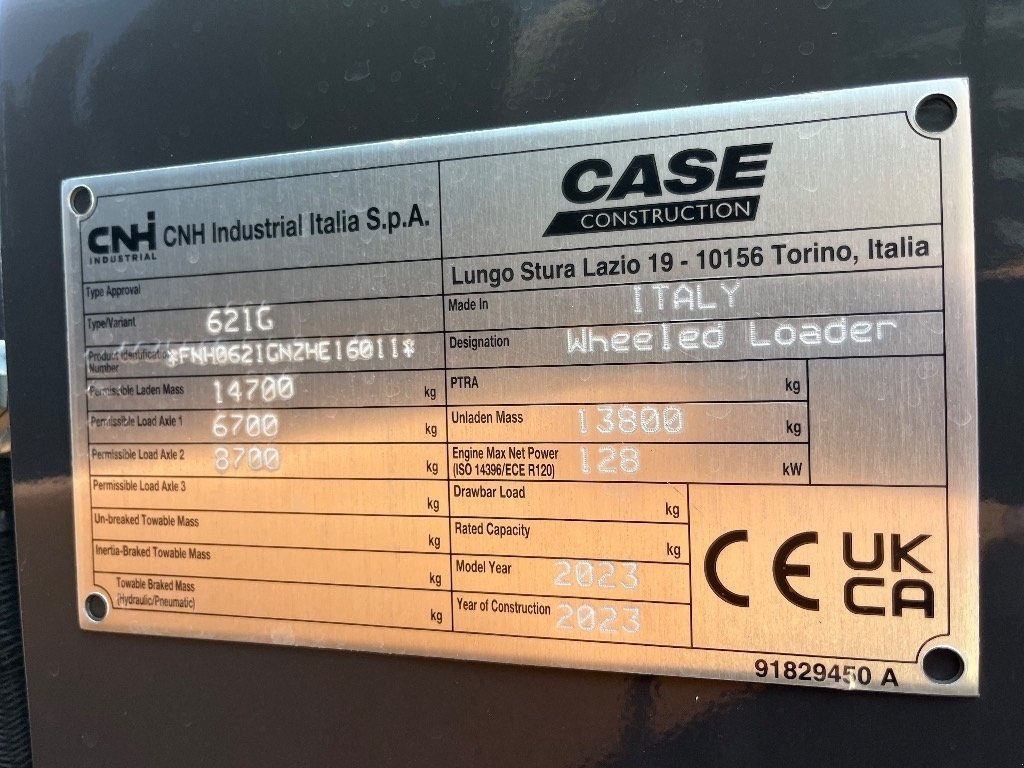 CNH INDUSTRIAL CNH Industrial Italia S.p.A.
CASE
CONSTRUCTION
Lungo Stura Lazio 19 - 10156 Torino, Italia
Type Approval
Made In ITALY
Type/Variant 621G
Designation Wheeled Loader
Product Identification Number *FNH0621GNZHE16011*
Permissible Laden Mass 14700 kg
PTRA kg
Permissible Load Axle 1 6700 kg
Unladen Mass 13800 kg
Permissible Load Axle 2 8700 kg
Engine Max Net Power
(ISO 14396/ECE R120) 128 kW
Permissible Load Axle 3 kg
Drawbar Load kg
Un-breaked Towable Mass kg
Rated Capacity kg
Inertia-Braked Towable Mass kg
Model Year 2023
Towable Braked Mass
(Hydraulic/Pneumatic) kg
Year of Construction 2023
CE UK
CA
91829450 A